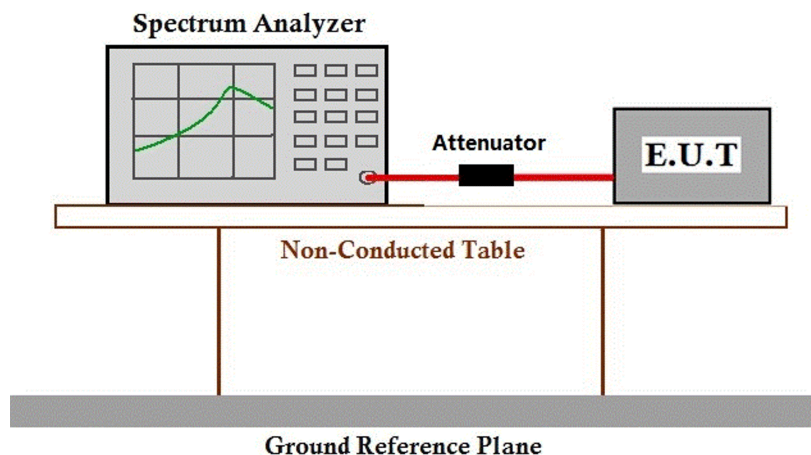 Spectrum Analyzer
Attenuator
E.U.T
Non-Conducted Table
Ground Reference Plane